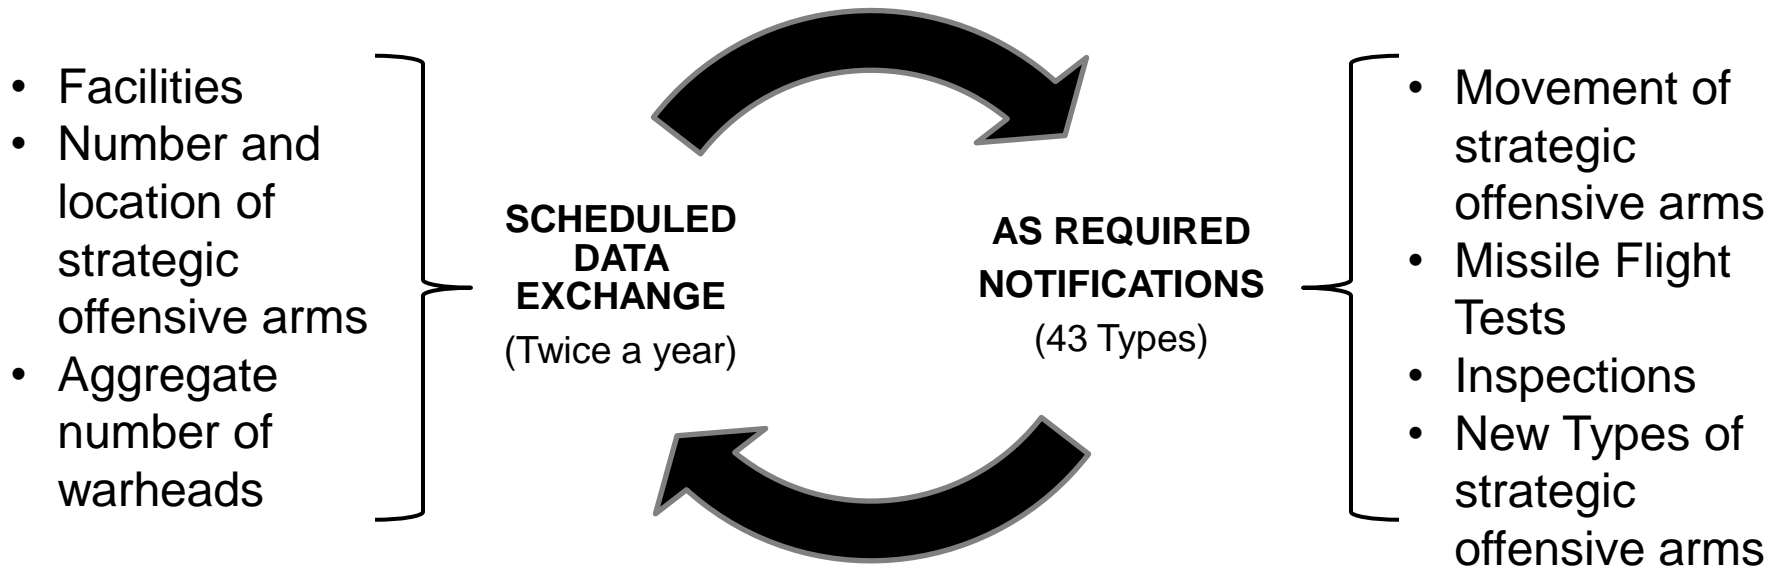 • Facilities
• Number and
location of
strategic
offensive arms
• Aggregate
number of
warheads
SCHEDULED
DATA
EXCHANGE
(Twice a year)
AS REQUIRED
NOTIFICATIONS
(43 Types)
• Movement of
strategic
offensive arms
• Missile Flight
Tests
• Inspections
• New Types of
strategic
offensive arms